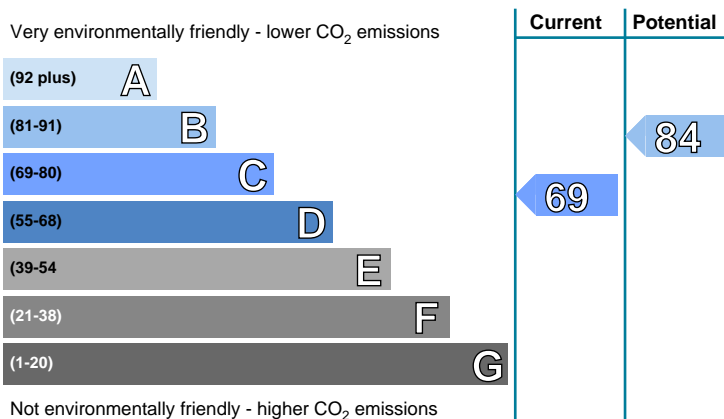 Current Potential
Very environmentally friendly - lower CO2 emissions
(92 plus) A
(81-91) B
84
(69-80) C
69
(55-68) D
(39-54 E
(21-38) F
(1-20) G
Not environmentally friendly - higher CO2 emissions